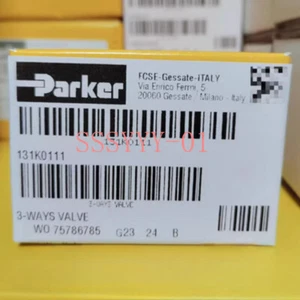 Parker
FCSE-Gessate-ITALY
Via Enrico Fermi, 5
20060 Gessate - Milano - Italy
SSSYYY-01
131K0111
131K0111
3-WAYS VALVE
3-WAYS VALVE
WO 75786785 G23 24 B